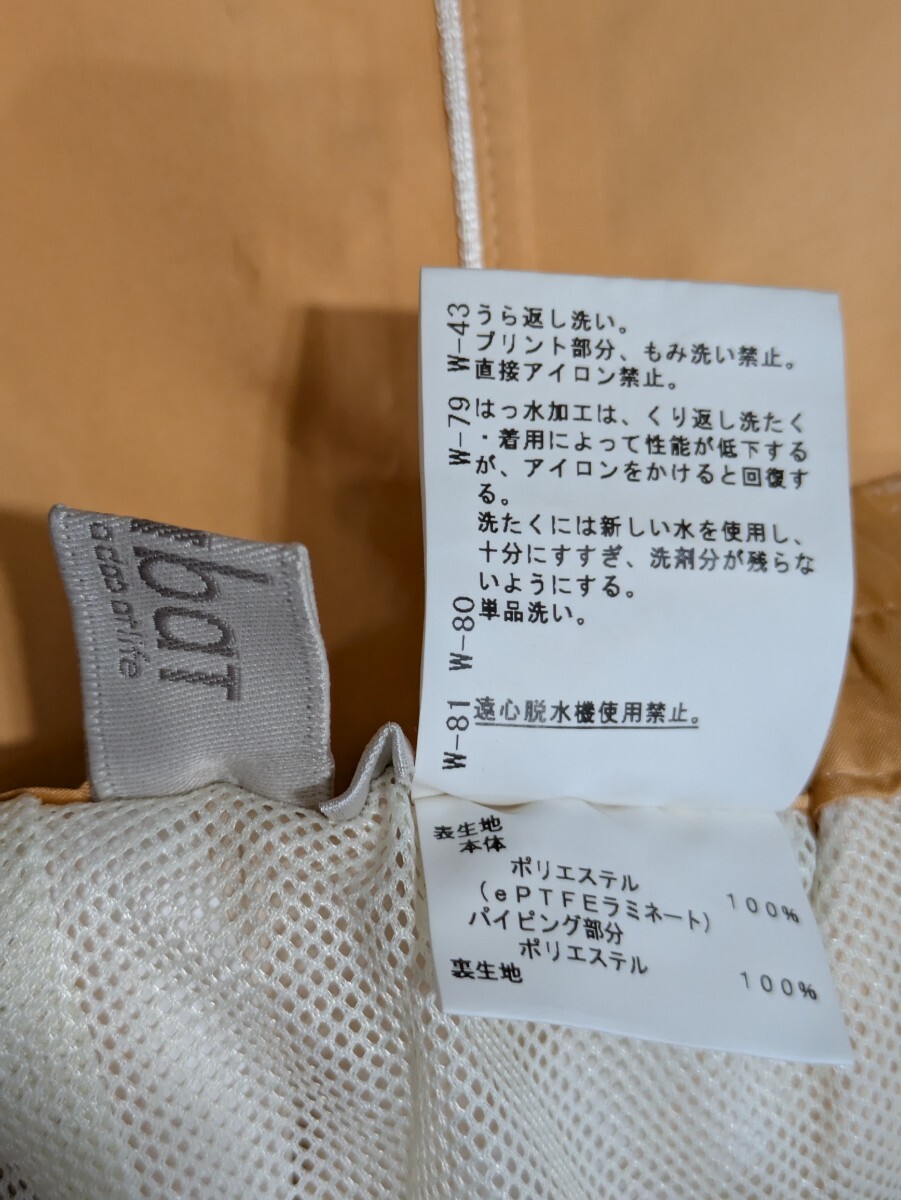 W-43 うら返し洗い。
プリント部分、もみ洗い禁止。
直接アイロン禁止。
W-79 はっ水加工は、くり返し洗たく
・着用によって性能が低下する
が、アイロンをかけると回復す
る。
W-80 洗たくには新しい水を使用し、
十分にすすぎ、洗剤分が残らな
いようにする。
単品洗い。
W-81 遠心脱水機使用禁止。
表生地
本体
ポリエステル 100%
(ePTFEラミネート)
パイピング部分
ポリエステル 100%
裏生地
baT